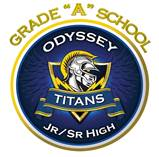 GRADE "A" SCHOOL
ODYSSEY
TITANS
JR/SR HIGH